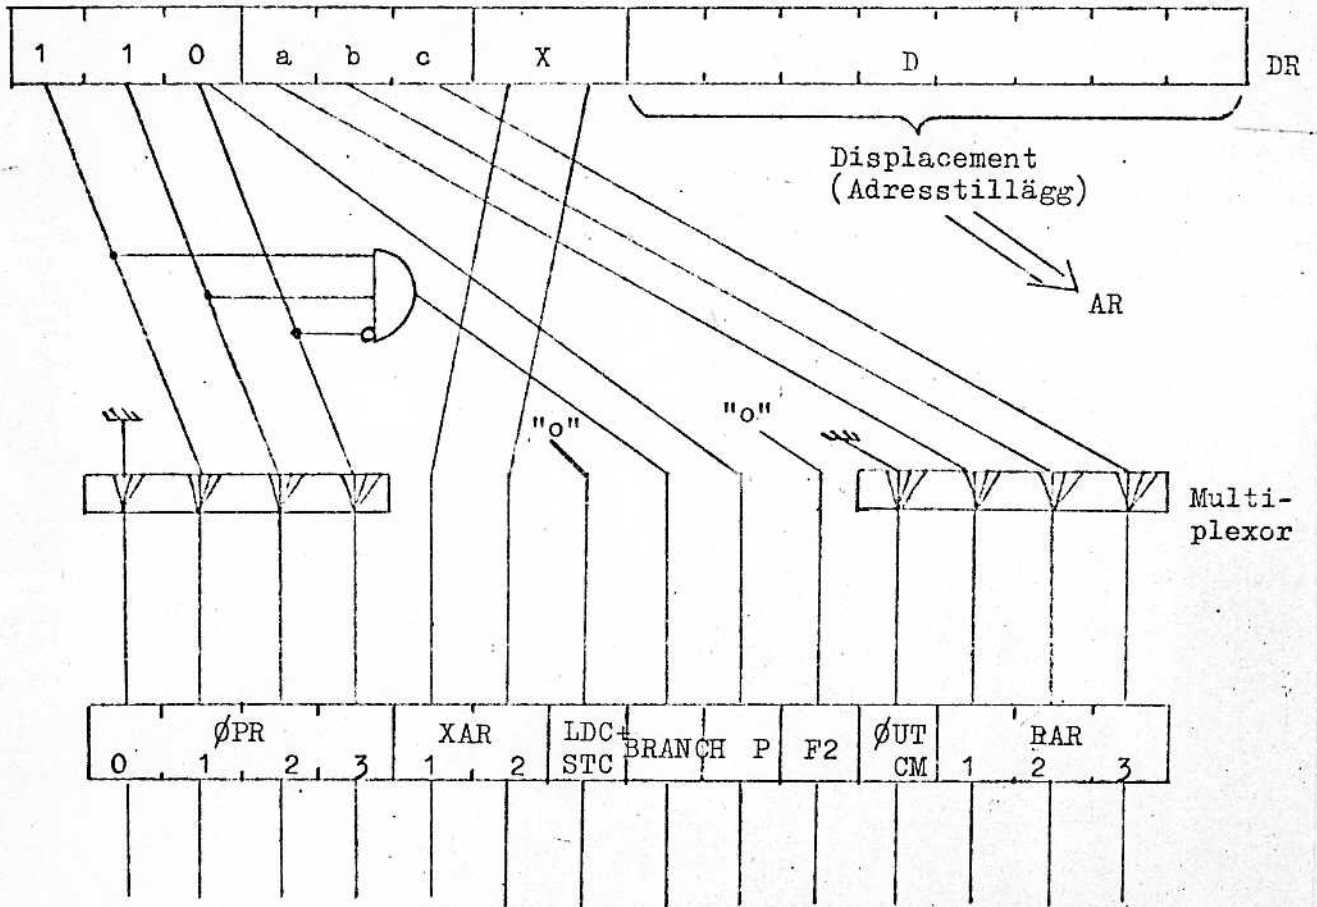 1 1 0 a b c X D DR
Displacement
(Adresstillägg)
AR
"o"
"o"
Multi-
plexor
ØPR XAR LDC+ BRANCH P F2 ØUT RAR
0 1 2 3 1 2 STC CM 1 2 3